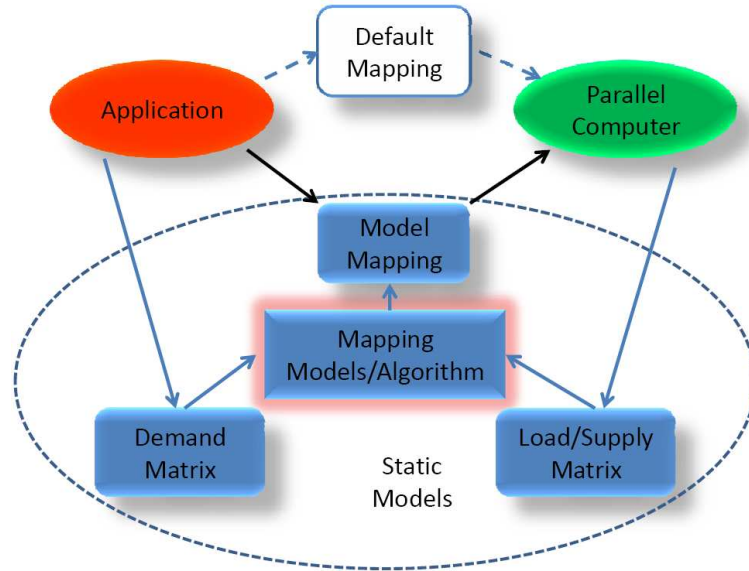 Default
Mapping
Application
Parallel
Computer
Model
Mapping
Mapping
Models/Algorithm
Demand
Matrix
Load/Supply
Matrix
Static
Models